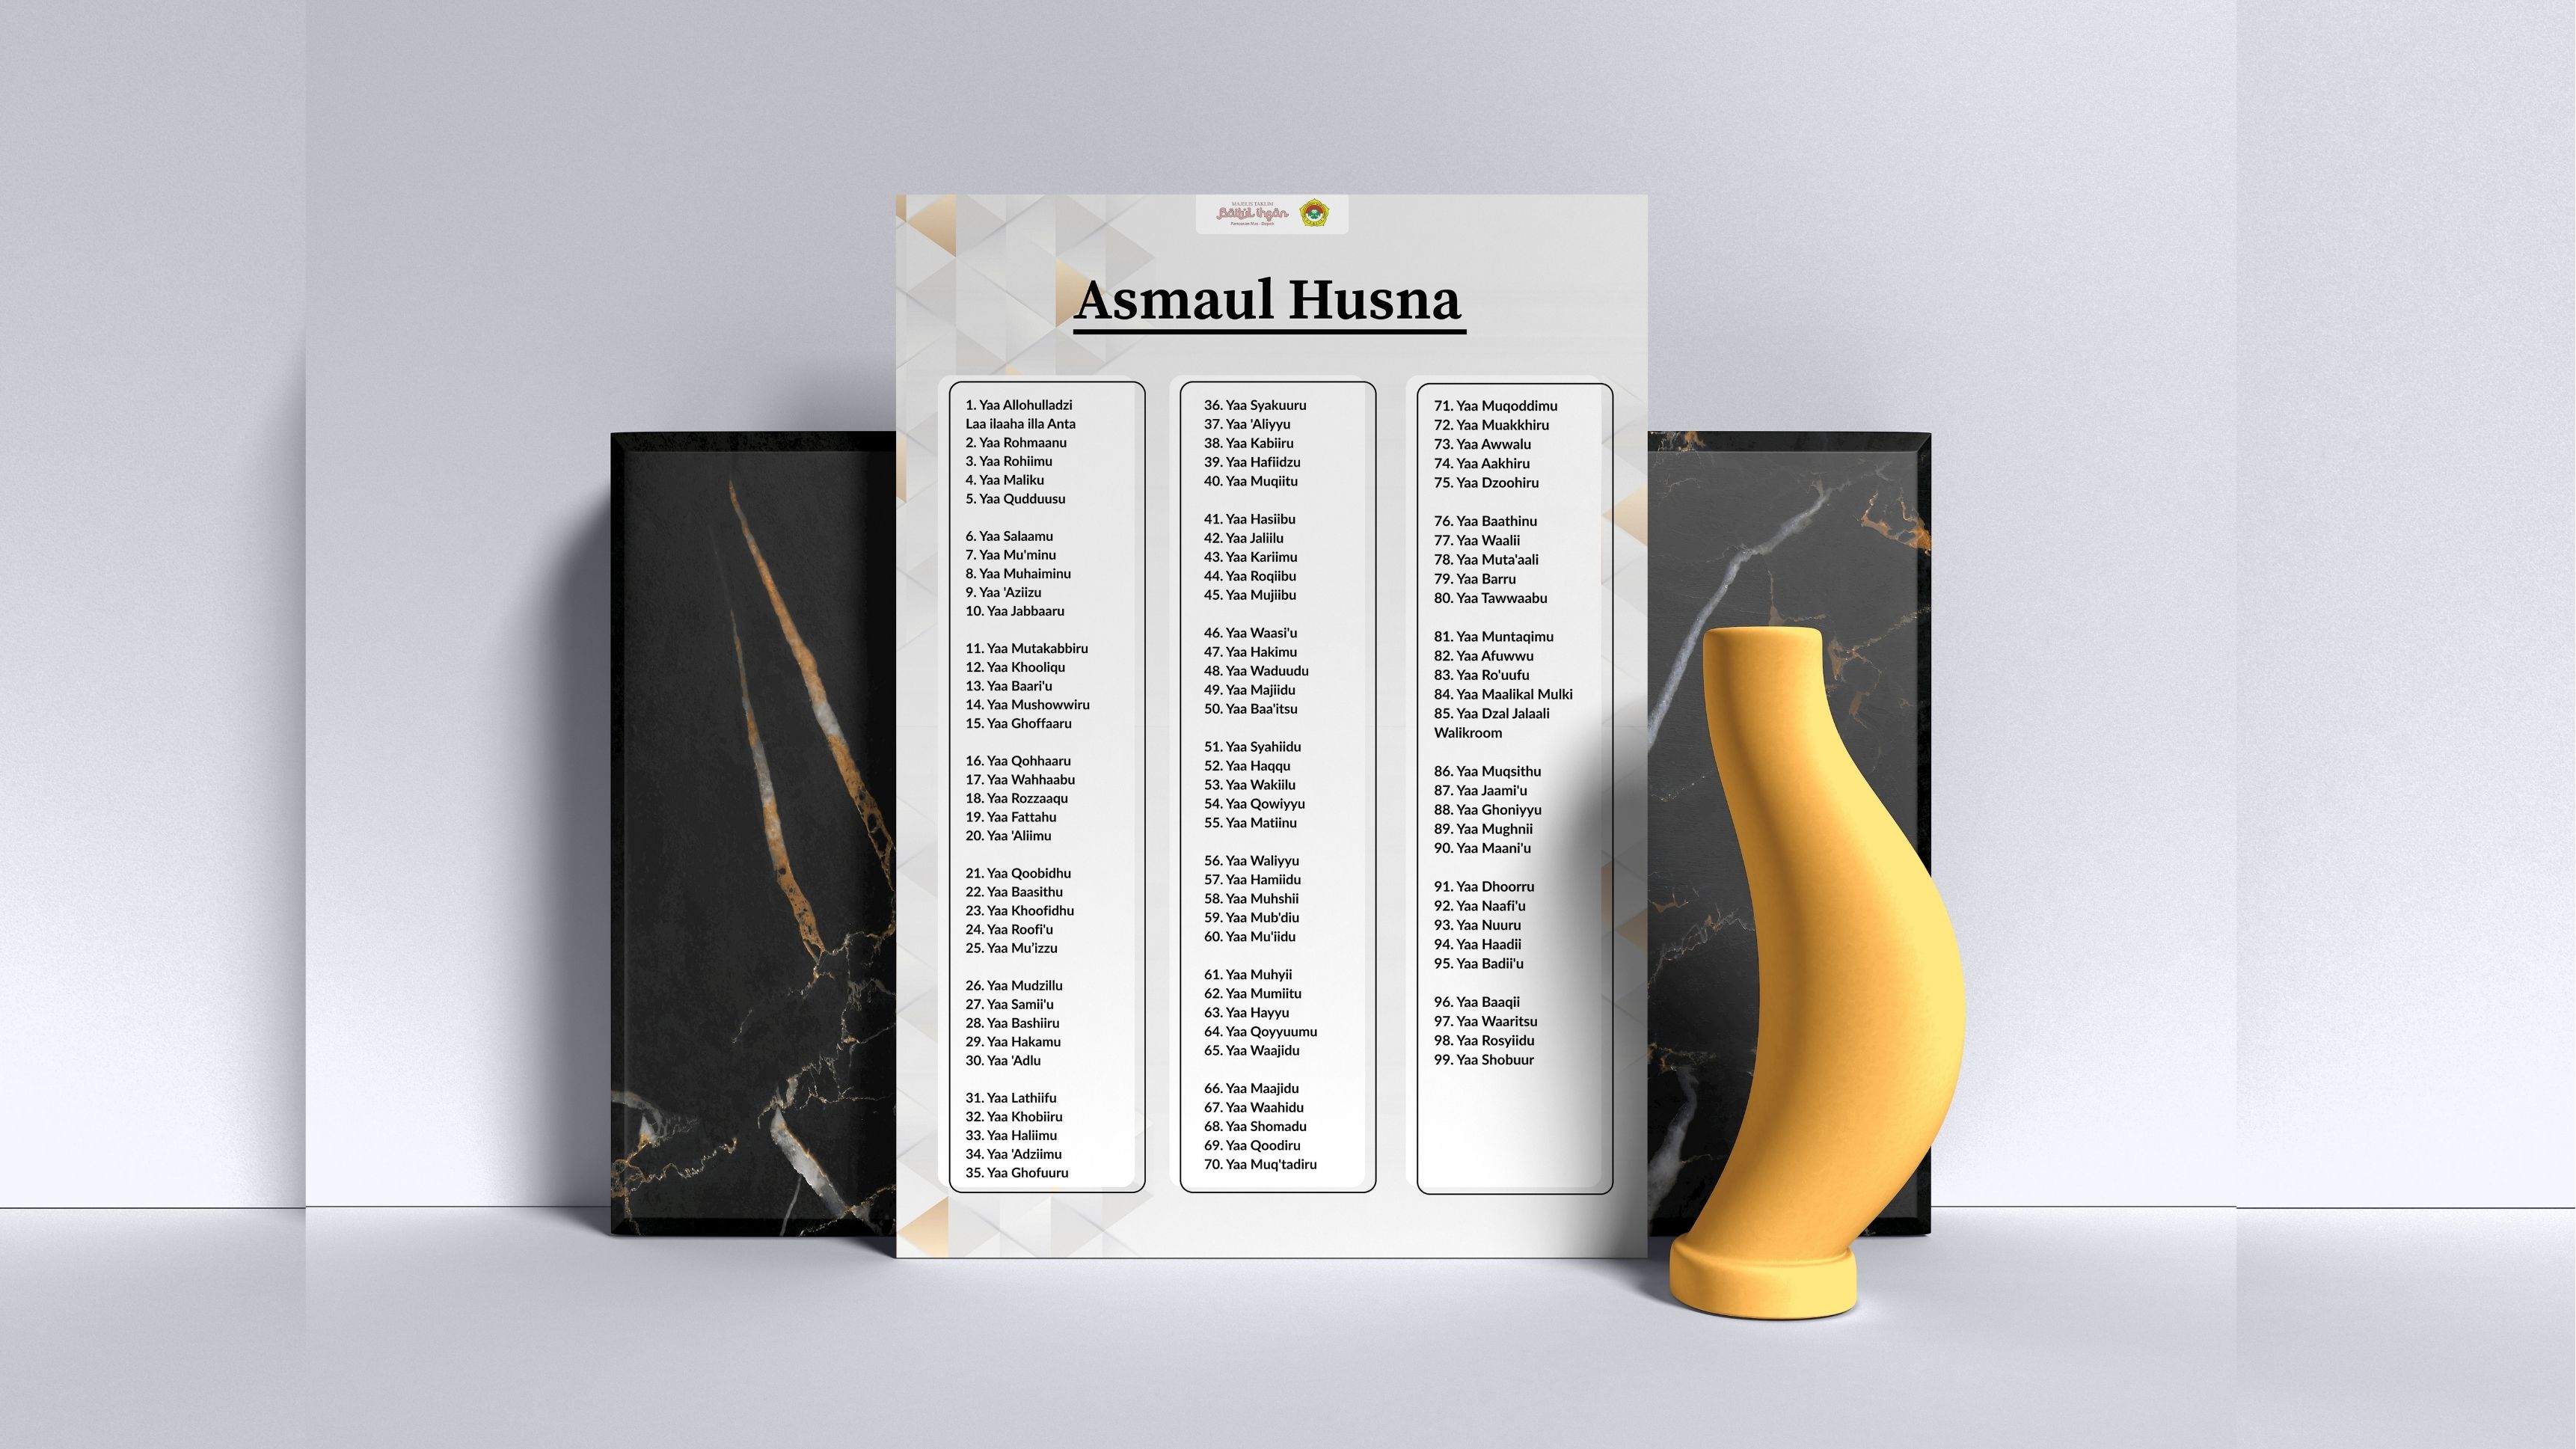 MAJELIS TAKLIM
Baitul Ihsan
Asmaul Husna
1. Yaa Allohulladzi
Laa ilaaha illa Anta
2. Yaa Rohmaanu
3. Yaa Rohiimu
4. Yaa Maliku
5. Yaa Qudduusu
6. Yaa Salaamu
7. Yaa Mu'minu
8. Yaa Muhaiminu
9. Yaa 'Aziizu
10. Yaa Jabbaaru
11. Yaa Mutakabbiru
12. Yaa Khooliqu
13. Yaa Baari'u
14. Yaa Mushowwiru
15. Yaa Ghoffaaru
16. Yaa Qohhaaru
17. Yaa Wahhaabu
18. Yaa Rozzaaqu
19. Yaa Fattahu
20. Yaa 'Aliimu
21. Yaa Qoobidhu
22. Yaa Baasithu
23. Yaa Khoofidhu
24. Yaa Roofi'u
25. Yaa Mu'izzu
26. Yaa Mudzillu
27. Yaa Samii'u
28. Yaa Bashiiru
29. Yaa Hakamu
30. Yaa 'Adlu
31. Yaa Lathiifu
32. Yaa Khobiiru
33. Yaa Haliimu
34. Yaa 'Adziimu
35. Yaa Ghofuuru
36. Yaa Syakuuru
37. Yaa 'Aliyyu
38. Yaa Kabiiru
39. Yaa Hafiidzu
40. Yaa Muqiitu
41. Yaa Hasiibu
42. Yaa Jaliilu
43. Yaa Kariimu
44. Yaa Roqiibu
45. Yaa Mujiibu
46. Yaa Waasi'u
47. Yaa Hakimu
48. Yaa Waduudu
49. Yaa Majiidu
50. Yaa Baa'itsu
51. Yaa Syahiidu
52. Yaa Haqqu
53. Yaa Wakiilu
54. Yaa Qowiyyu
55. Yaa Matiinu
56. Yaa Waliyyu
57. Yaa Hamiidu
58. Yaa Muhshii
59. Yaa Mub'diu
60. Yaa Mu'iidu
61. Yaa Muhyii
62. Yaa Mumiitu
63. Yaa Hayyu
64. Yaa Qoyyuumu
65. Yaa Waajidu
66. Yaa Maajidu
67. Yaa Waahidu
68. Yaa Shomadu
69. Yaa Qoodiru
70. Yaa Muq'tadiru
71. Yaa Muqoddimu
72. Yaa Muakkhiru
73. Yaa Awwalu
74. Yaa Aakhiru
75. Yaa Dzoohiru
76. Yaa Baathinu
77. Yaa Waalii
78. Yaa Muta'aali
79. Yaa Barru
80. Yaa Tawwaabu
81. Yaa Muntaqimu
82. Yaa Afuwwu
83. Yaa Ro'uufu
84. Yaa Maalikal Mulki
85. Yaa Dzal Jalaali
Walikroom
86. Yaa Muqsithu
87. Yaa Jaami'u
88. Yaa Ghoniyyu
89. Yaa Mughnii
90. Yaa Maani'u
91. Yaa Dhoorru
92. Yaa Naafi'u
93. Yaa Nuuru
94. Yaa Haadii
95. Yaa Badii'u
96. Yaa Baaqii
97. Yaa Waaritsu
98. Yaa Rosyiidu
99. Yaa Shobuur